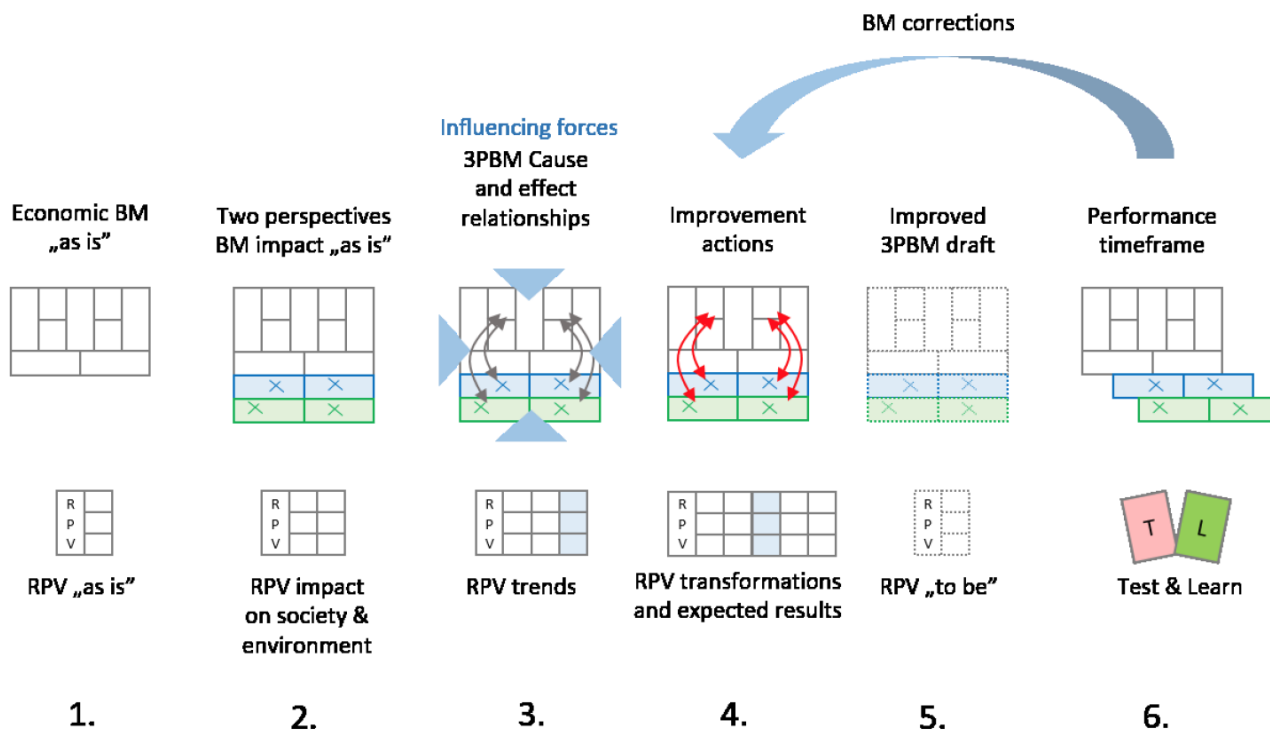 BM corrections
Influencing forces
3PBM Cause
and effect
relationships
Economic BM
„as is”
Two perspectives
BM impact „as is”
Improvement
actions
Improved
3PBM draft
Performance
timeframe
R
P
V
R
P
V
R
P
V
R
P
V
R
P
V
T
L
RPV „as is”
RPV impact
on society &
environment
RPV trends
RPV transformations
and expected results
RPV „to be”
Test & Learn
1.
2.
3.
4.
5.
6.